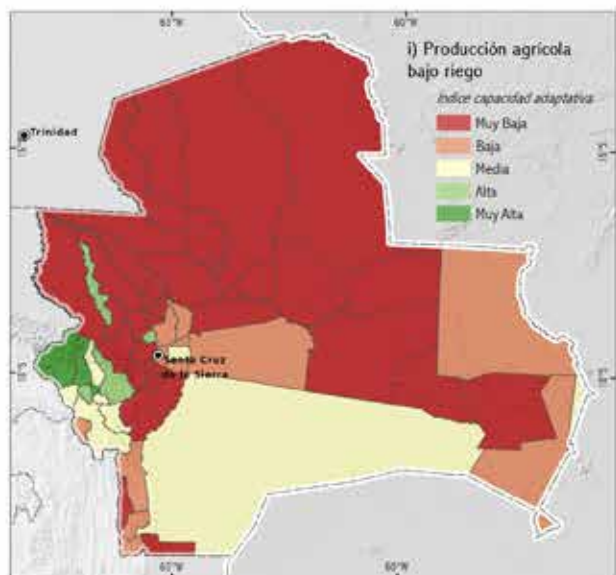 60°W
i) Producción agrícola
bajo riego
Indice capacidad adaptativa
Muy Baja
Baja
Media
Alta
Muy Alta
Trinidad
Santa Cruz
de la Sierra